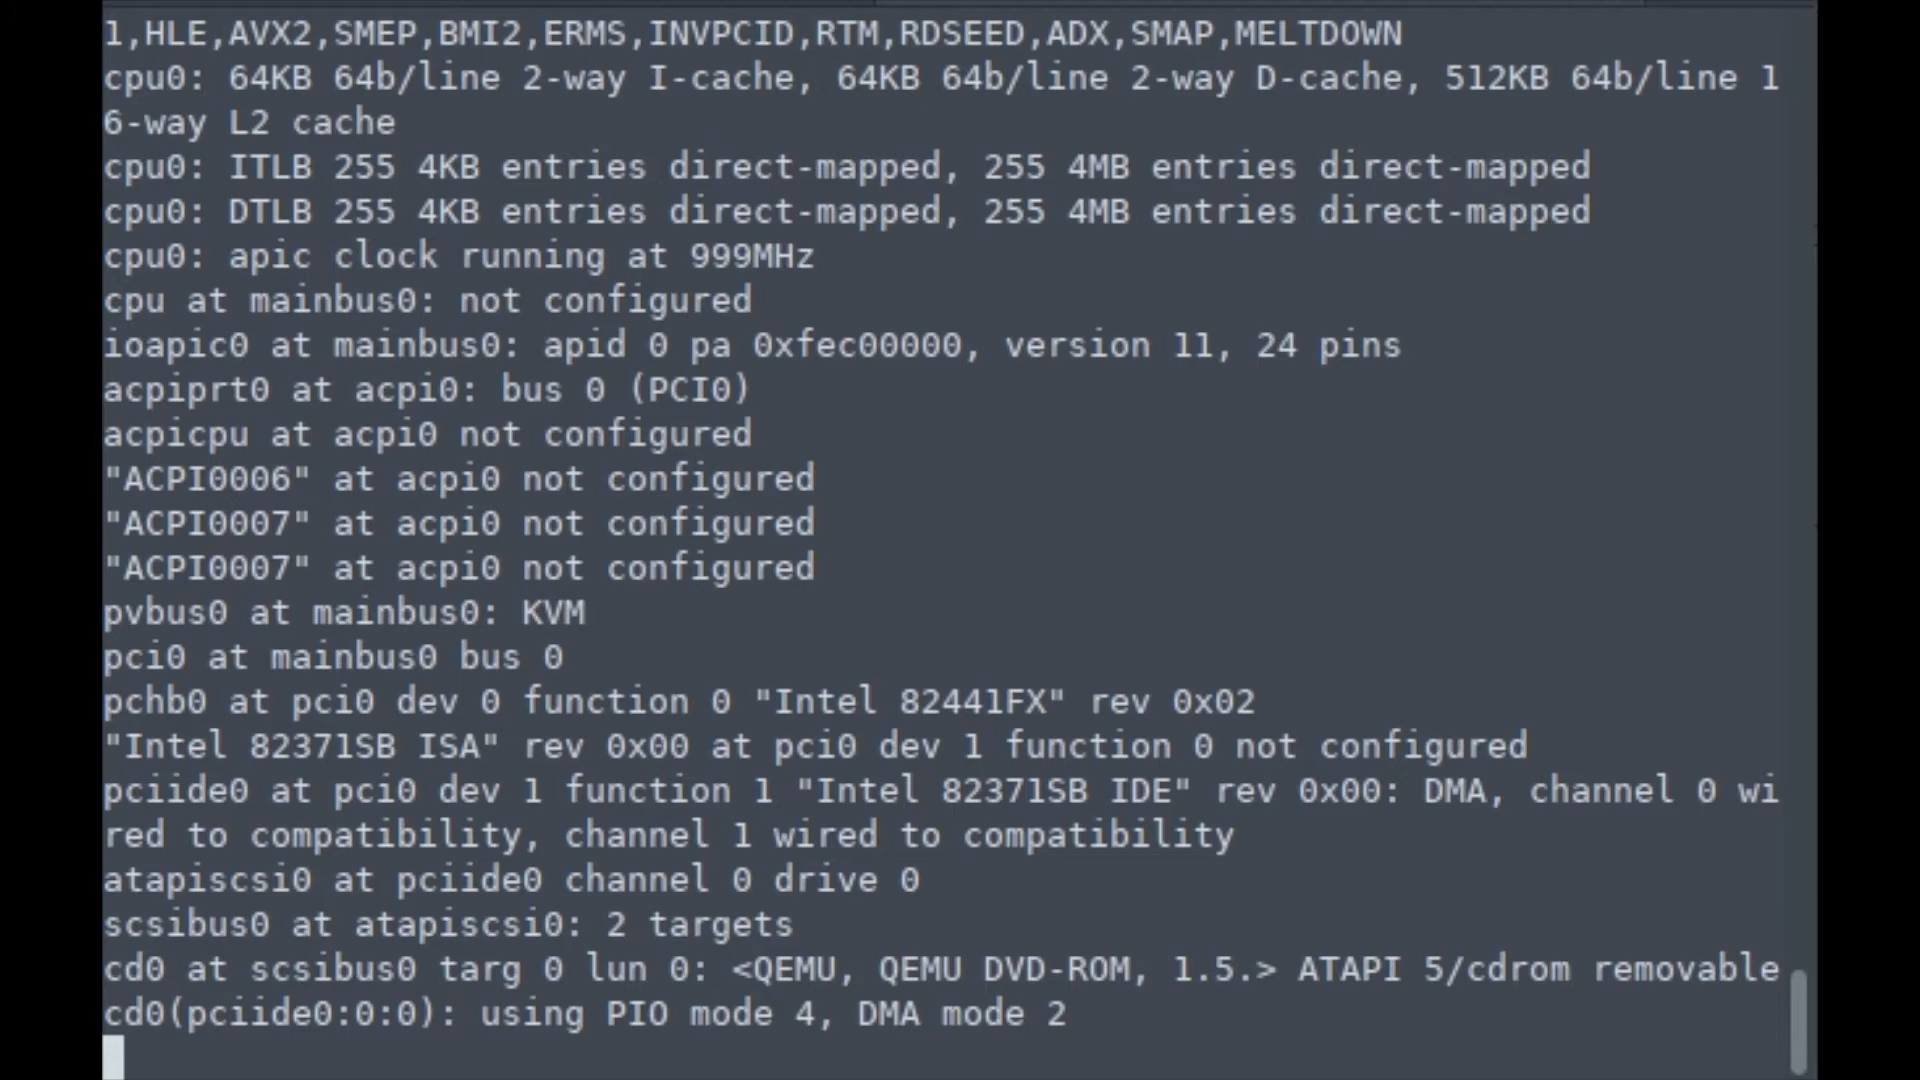 1,HLE,AVX2,SMEP,BMI2,ERMS,INVPCID,RTM,RDSEED,ADX,SMAP,MELTDOWN
cpu0: 64KB 64b/line 2-way I-cache, 64KB 64b/line 2-way D-cache, 512KB 64b/line 1
6-way L2 cache
cpu0: ITLB 255 4KB entries direct-mapped, 255 4MB entries direct-mapped
cpu0: DTLB 255 4KB entries direct-mapped, 255 4MB entries direct-mapped
cpu0: apic clock running at 999MHz
cpu at mainbus0: not configured
ioapic0 at mainbus0: apid 0 pa 0xfec00000, version 11, 24 pins
acpiprt0 at acpi0: bus 0 (PCI0)
acpicpu at acpi0 not configured
"ACPI0006" at acpi0 not configured
"ACPI0007" at acpi0 not configured
"ACPI0007" at acpi0 not configured
pvbus0 at mainbus0: KVM
pci0 at mainbus0 bus 0
pchb0 at pci0 dev 0 function 0 "Intel 82441FX" rev 0x02
"Intel 82371SB ISA" rev 0x00 at pci0 dev 1 function 0 not configured
pciide0 at pci0 dev 1 function 1 "Intel 82371SB IDE" rev 0x00: DMA, channel 0 wi
red to compatibility, channel 1 wired to compatibility
atapiscsi0 at pciide0 channel 0 drive 0
scsibus0 at atapiscsi0: 2 targets
cd0 at scsibus0 targ 0 lun 0: <QEMU, QEMU DVD-ROM, 1.5.> ATAPI 5/cdrom removable
cd0(pciide0:0:0): using PIO mode 4, DMA mode 2